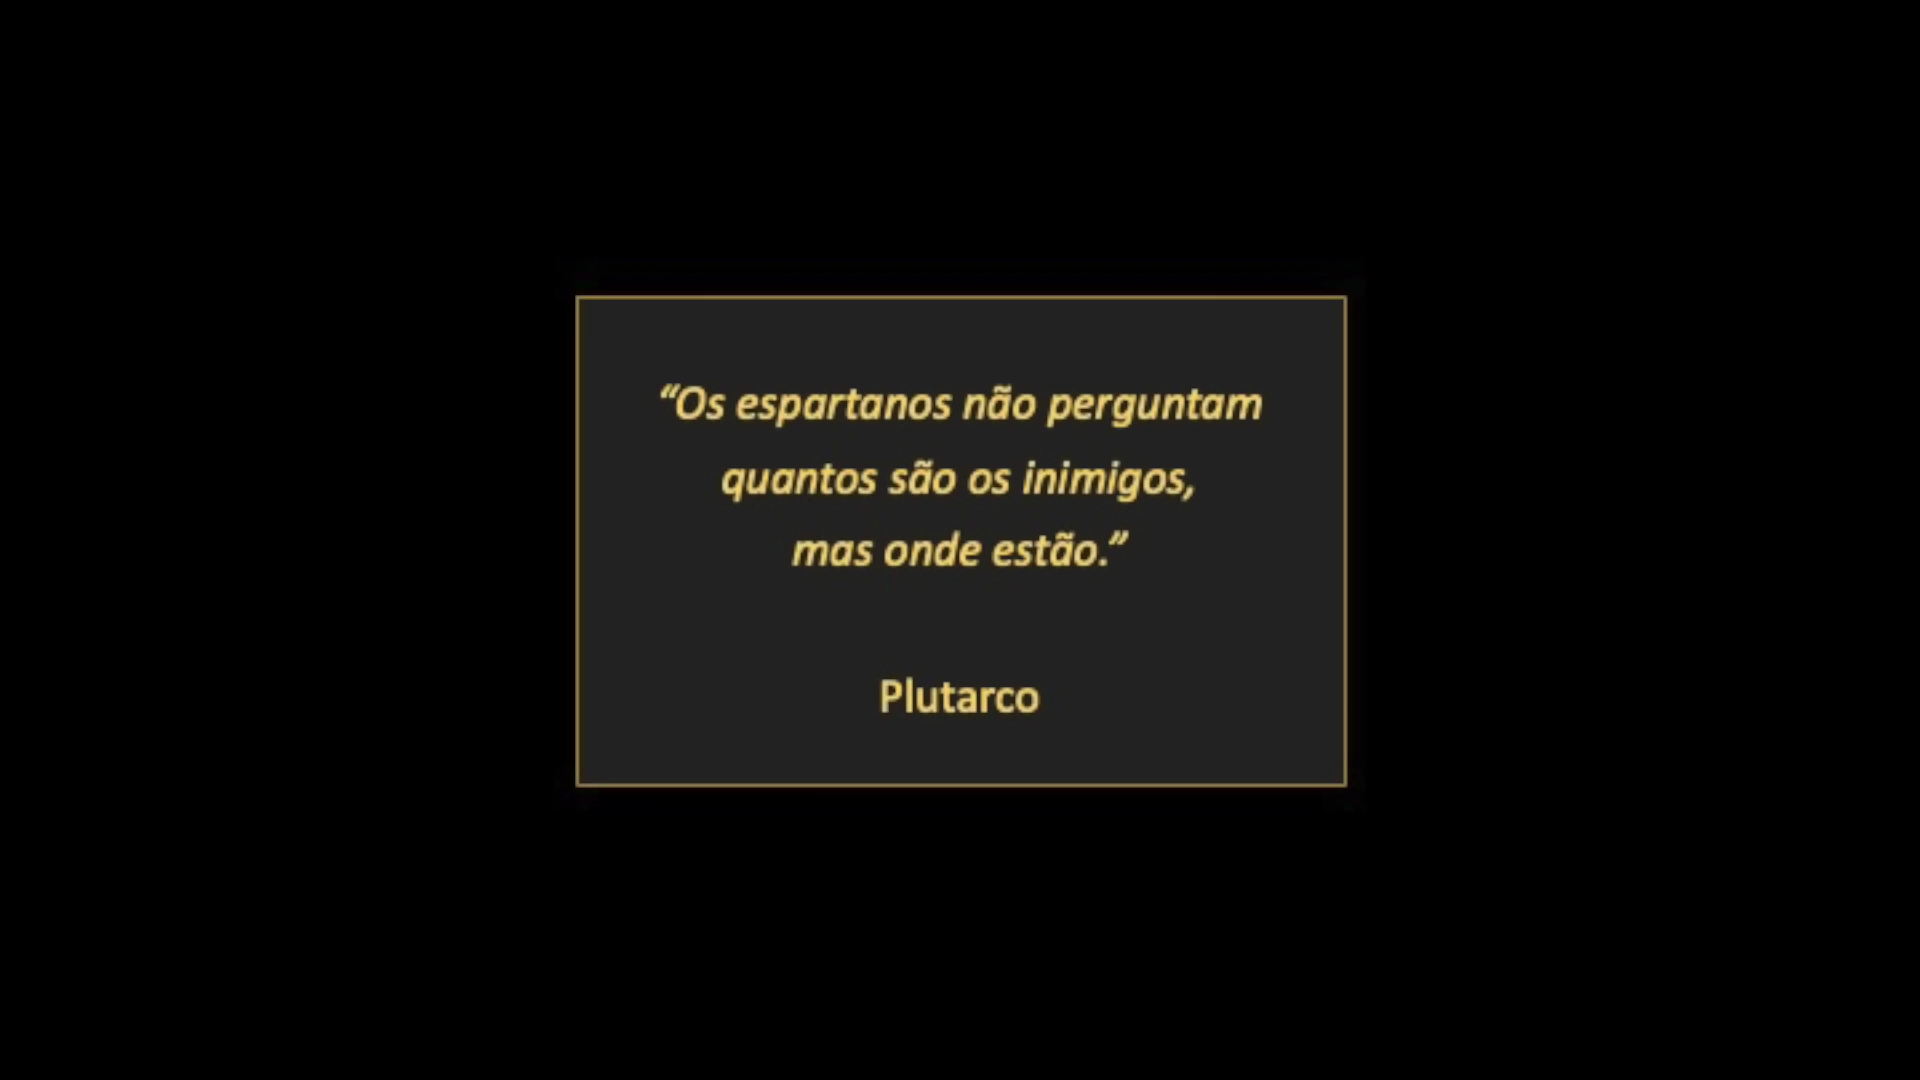 “Os espartanos não perguntam
quantos são os inimigos,
mas onde estão.”
Plutarco